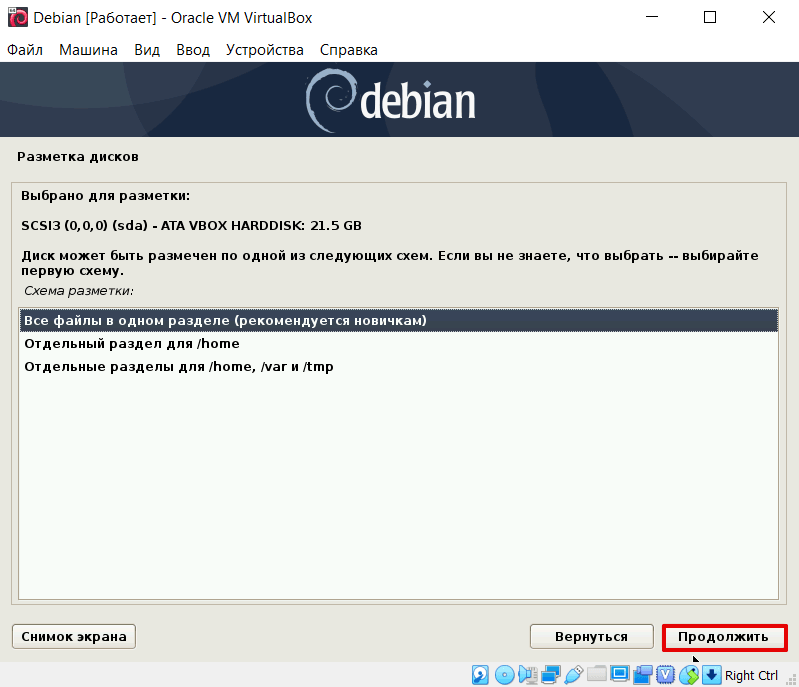 Debian [Работает] - Oracle VM VirtualBox
Файл Машина Вид Ввод Устройства Справка
debian
Разметка дисков
Выбрано для разметки:
SCSI3 (0,0,0) (sda) - ATA VBOX HARDDISK: 21.5 GB
Диск может быть размечен по одной из следующих схем. Если вы не знаете, что выбрать -- выбирайте
первую схему.
Схема разметки:
Все файлы в одном разделе (рекомендуется новичкам)
Отдельный раздел для /home
Отдельные разделы для /home, /var и /tmp
Снимок экрана Вернуться Продолжить
Right Ctrl